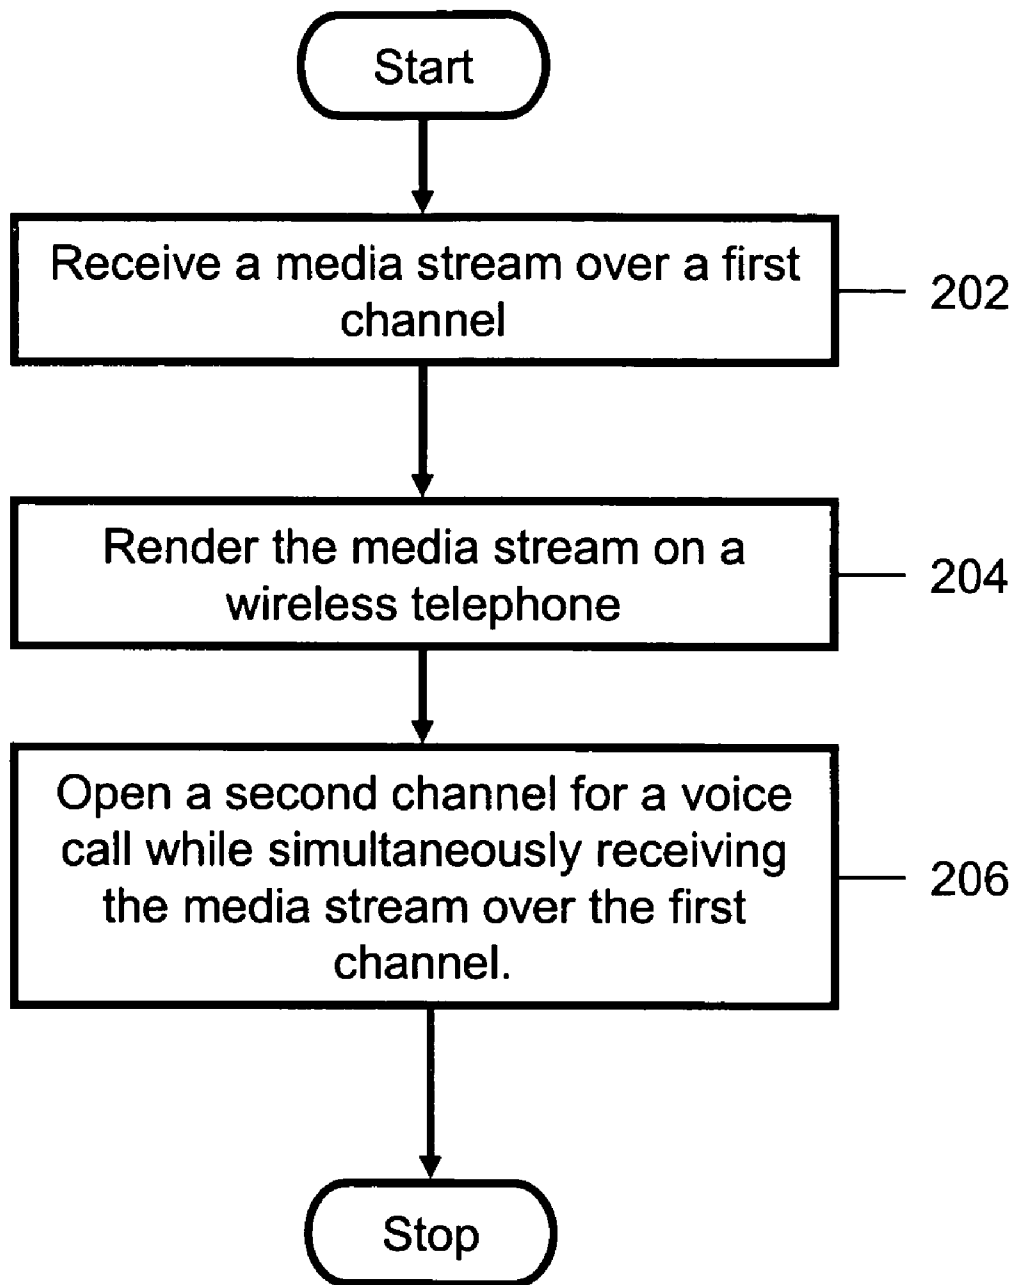 Start
Receive a media stream over a first
channel
202
Render the media stream on a
wireless telephone
204
Open a second channel for a voice
call while simultaneously receiving
the media stream over the first
channel.
206
Stop